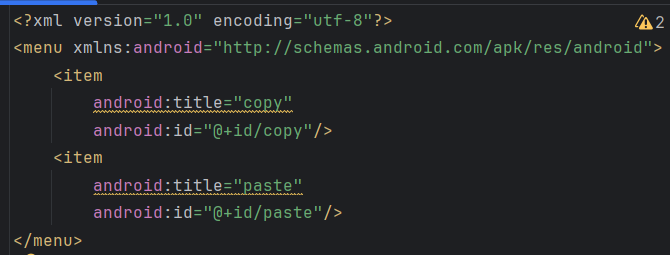 <?xml version="1.0" encoding="utf-8"?>
2
<menu xmlns:android="http://schemas.android.com/apk/res/android">
<item
android:title="copy"
android:id="@+id/copy"/>
<item
android:title="paste"
android:id="@+id/paste"/>
</menu>